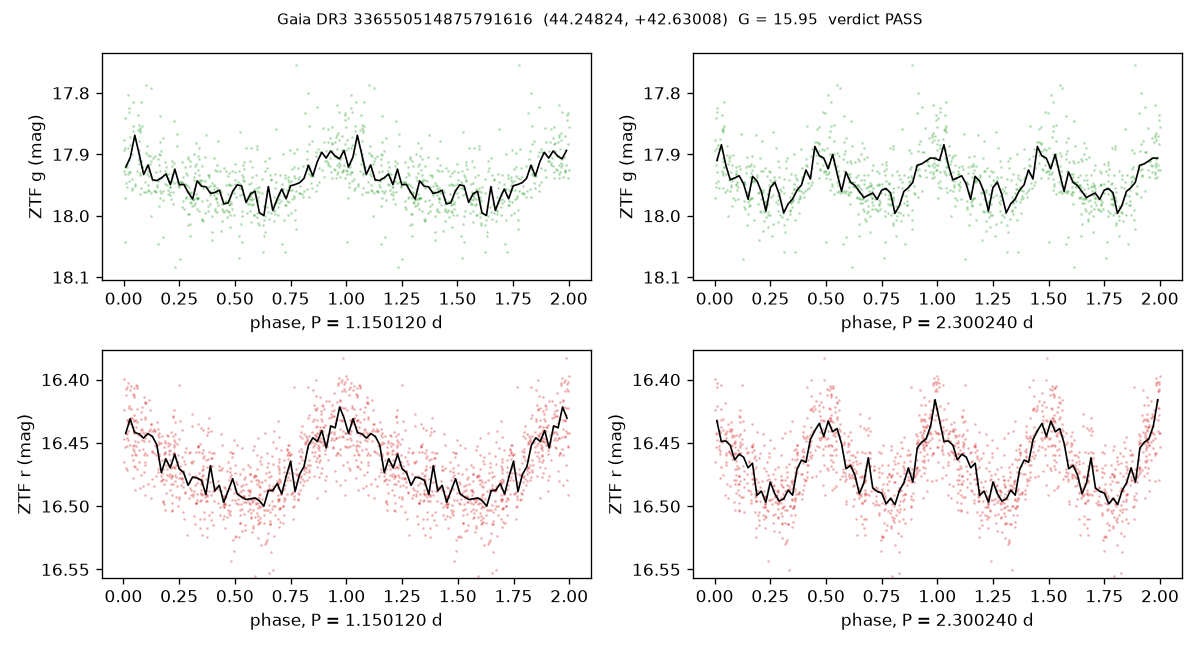 Gaia DR3 336550514875791616  (44.24824, +42.63008)  G = 15.95  verdict PASS
ZTF g (mag)
17.8
17.9
18.0
18.1
0.00 0.25 0.50 0.75 1.00 1.25 1.50 1.75 2.00
phase, P = 1.150120 d
ZTF g (mag)
17.8
17.9
18.0
18.1
0.00 0.25 0.50 0.75 1.00 1.25 1.50 1.75 2.00
phase, P = 2.300240 d
ZTF r (mag)
16.40
16.45
16.50
16.55
0.00 0.25 0.50 0.75 1.00 1.25 1.50 1.75 2.00
phase, P = 1.150120 d
ZTF r (mag)
16.40
16.45
16.50
16.55
0.00 0.25 0.50 0.75 1.00 1.25 1.50 1.75 2.00
phase, P = 2.300240 d